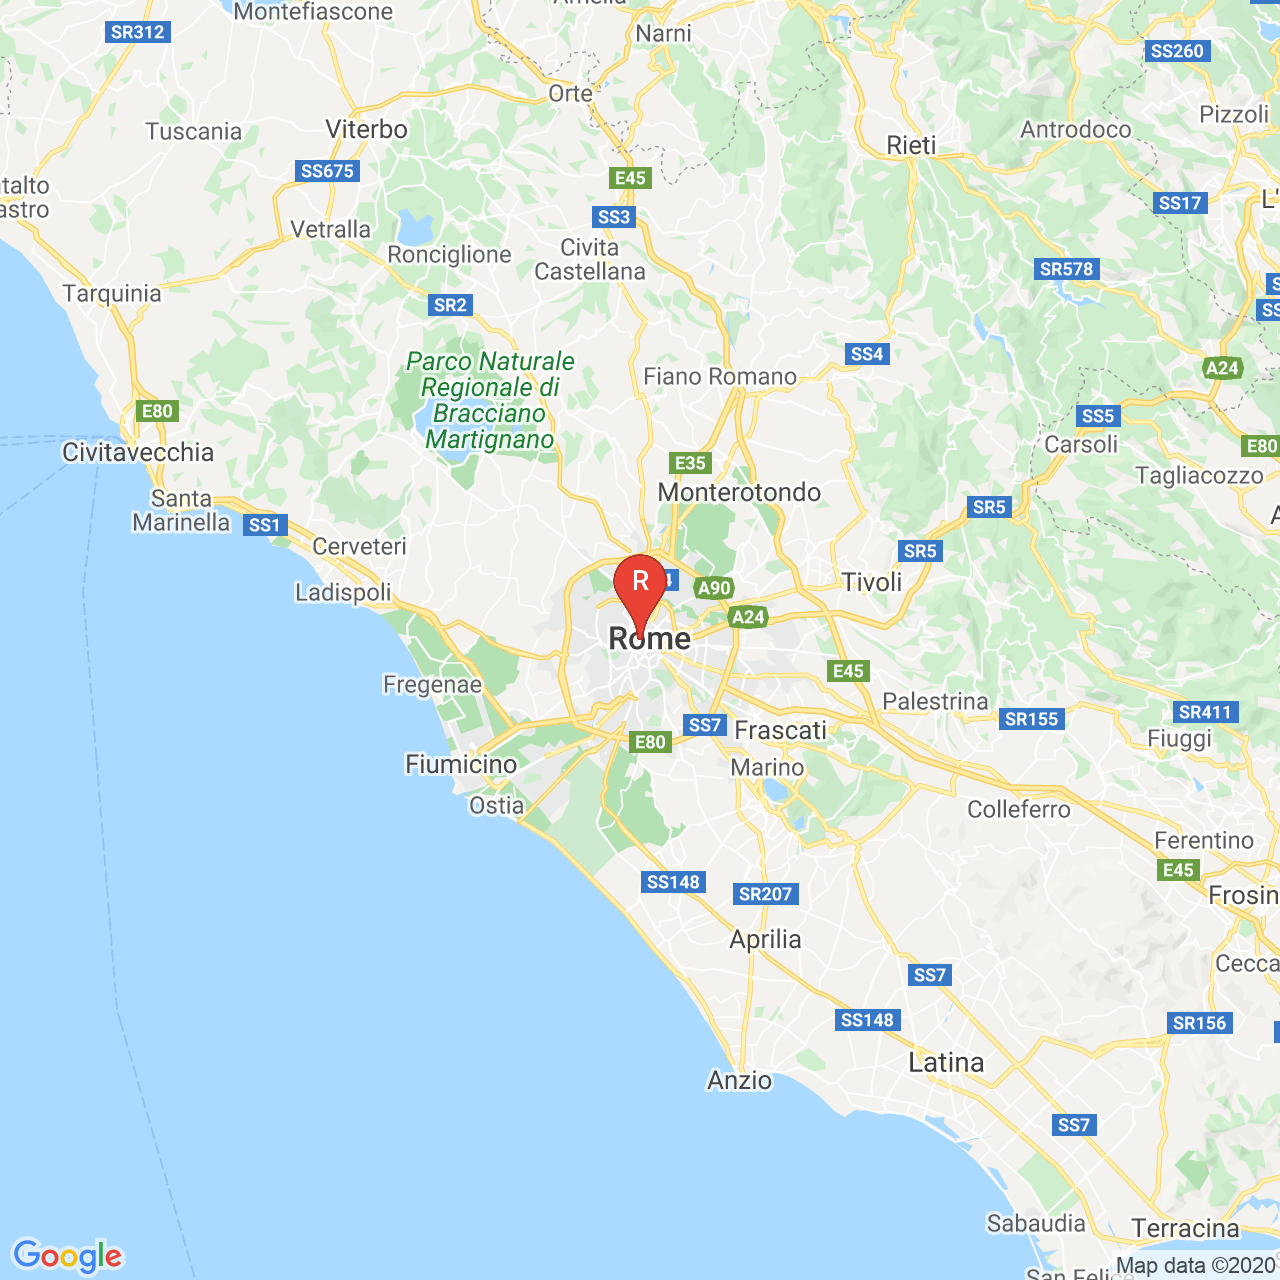 Montefiascone
Amelia
SR312
Narni
SS260
Orte
Pizzoli
Tuscania
Viterbo
Antrodoco
Rieti
SS675
E45
ntalto
astro
SS17
L'
SS3
Vetralla
Ronciglione
Civita
Castellana
SR578
Tarquinia
SR2
SS4
Parco Naturale
Regionale di
Bracciano
Martignano
Fiano Romano
A24
E80
SS5
Carsoli
E80
Civitavecchia
E35
Tagliacozzo
Santa
Marinella
Monterotondo
SR5
SS1
Cerveteri
SR5
Ladispoli
R
4
A90
Tivoli
A24
Rome
E45
Fregenae
Palestrina
SS7
SR155
SR411
Frascati
Fiuggi
E80
Fiumicino
Marino
Ostia
Colleferro
Ferentino
E45
SS148
SR207
Frosin
Aprilia
Cecca
SS7
SS148
SR156
Latina
Anzio
SS7
Sabaudia
Terracina
Google
Map data ©2020
San Felice